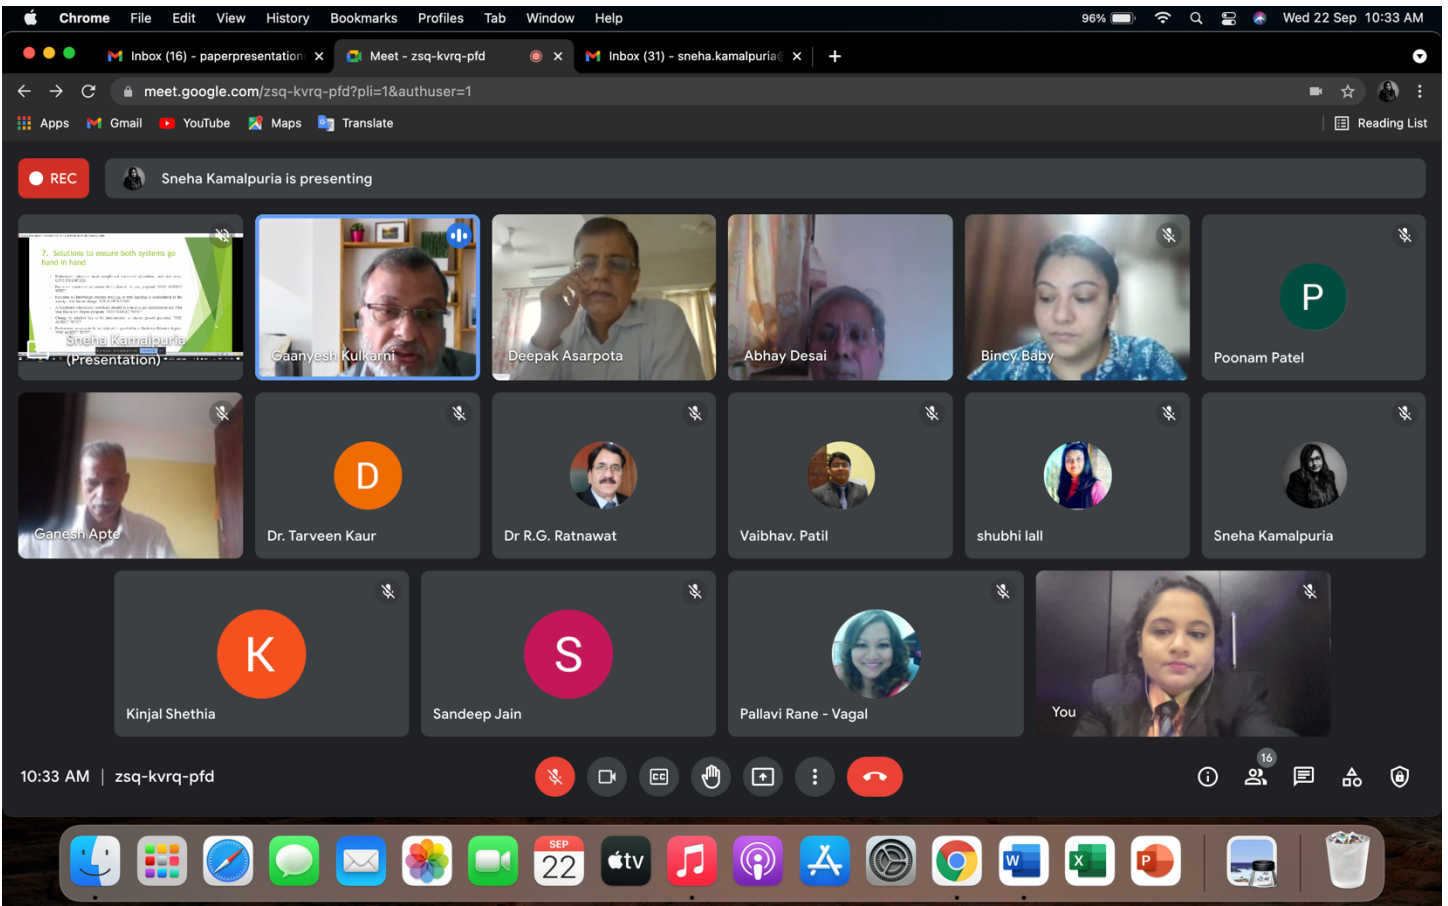 Chrome File Edit View History Bookmarks Profiles Tab Window Help 96% Wed 22 Sep 10:33 AM
Inbox (16) - paperpresentation Meet - zsq-kvrq-pfd Inbox (31) - sneha.kamalpuria@
meet.google.com/zsq-kvrq-pfd?pli=1&authuser=1
Apps Gmail YouTube Maps Translate Reading List
REC Sneha Kamalpuria is presenting
7. Solutions to ensure both systems go
hand in hand
Sneha Kamalpuria
(Presentation)
Gaanyesh Kulkarni
Deepak Asarpota
Abhay Desai
Bincy Baby
P
Poonam Patel
Ganesh Apte
D
Dr. Tarveen Kaur
Dr R.G. Ratnawat
Vaibhav. Patil
shubhi lall
Sneha Kamalpuria
K
Kinjal Shethia
S
Sandeep Jain
Pallavi Rane - Vagal
You
10:33 AM | zsq-kvrq-pfd
CC
16
SEP
22
tv
W
X
P